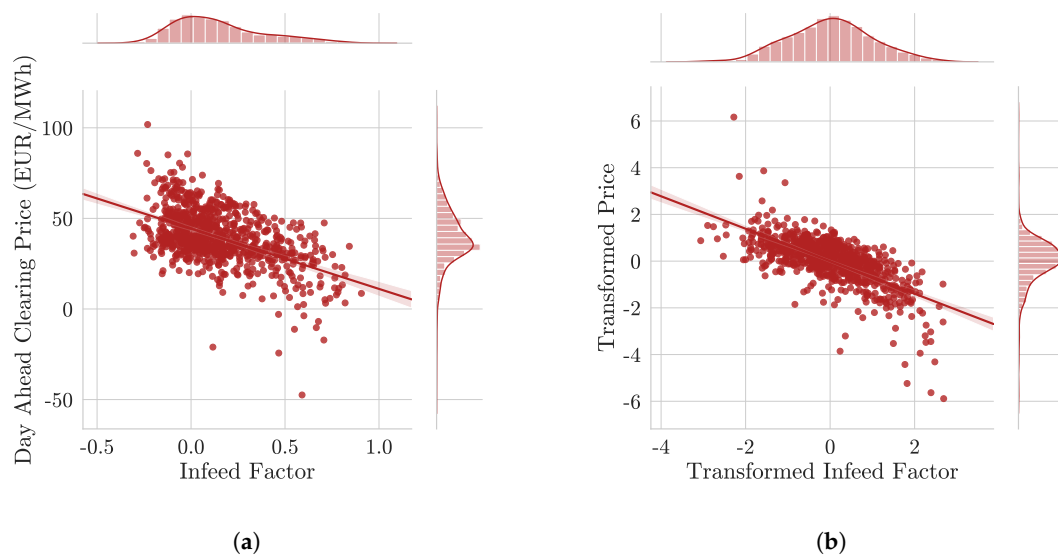 Day Ahead Clearing Price (EUR/MWh)
100
50
0
-50
-0.5 0.0 0.5 1.0
Infeed Factor
(a)
Transformed Price
6
4
2
0
-2
-4
-6
-4 -2 0 2
Transformed Infeed Factor
(b)